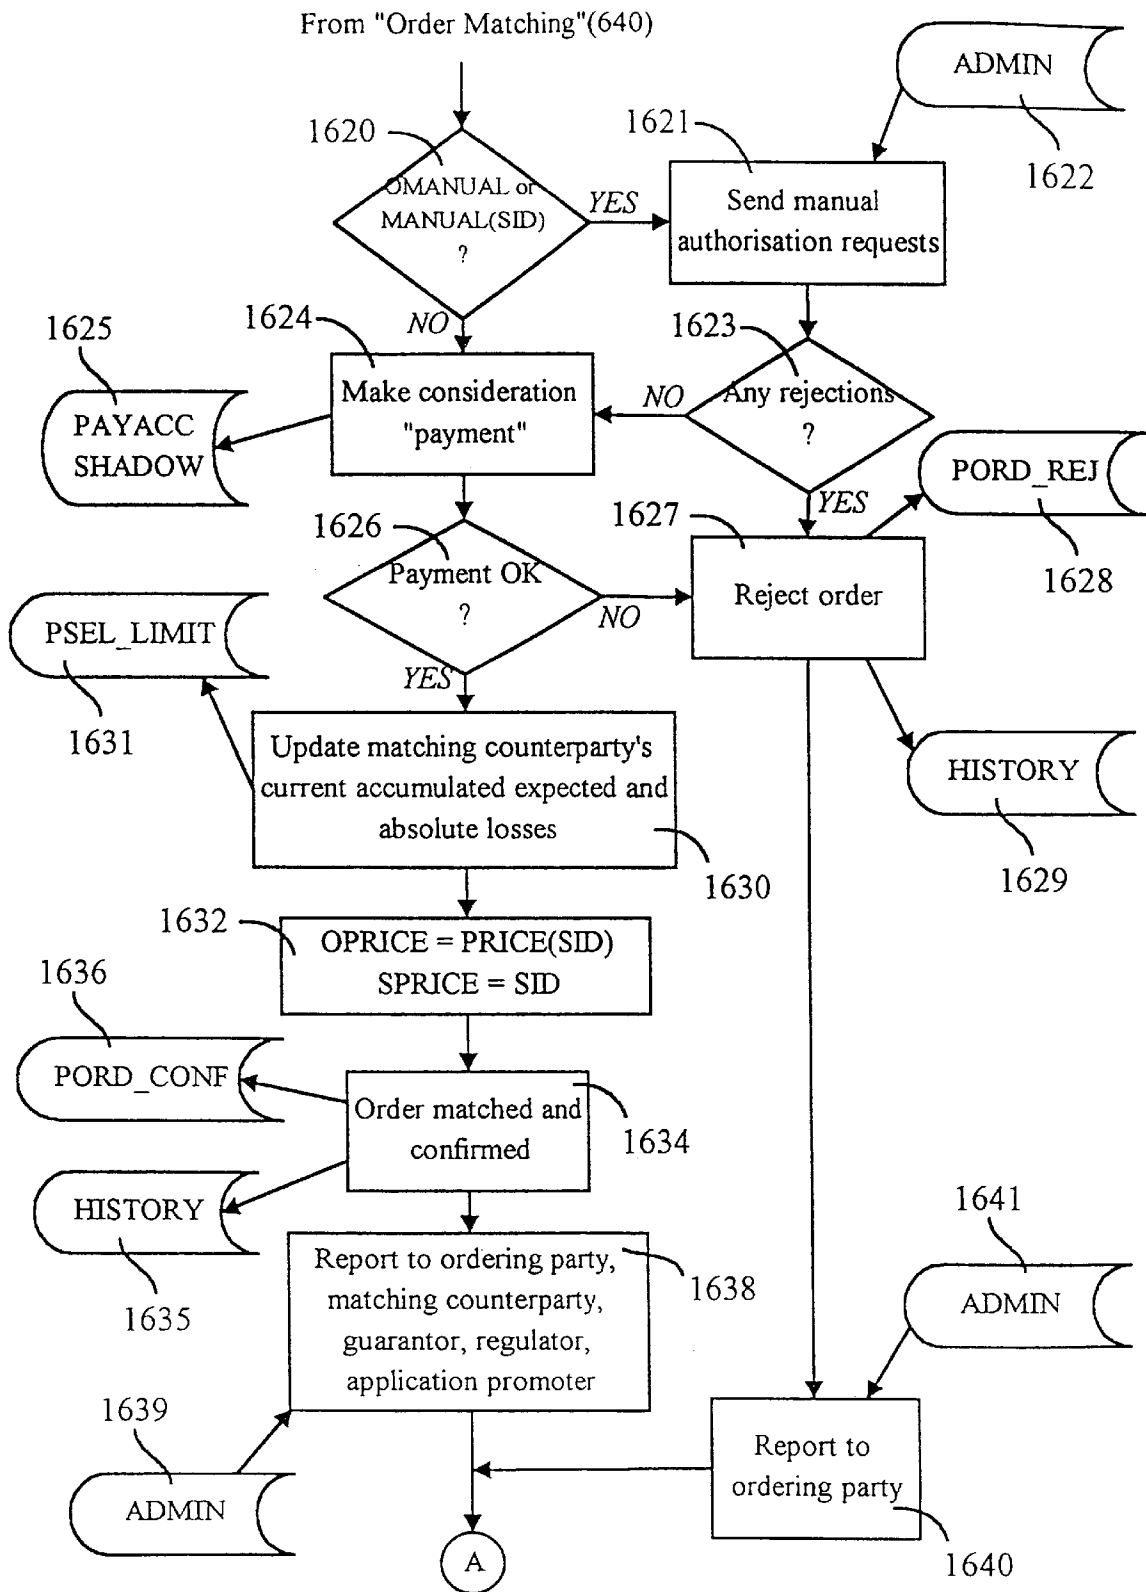 From "Order Matching"(640)
ADMIN
1622
1620
OMANUAL or
MANUAL(SID)
?
YES
NO
1621
Send manual
authorisation requests
1623
Any rejections
?
NO
YES
1624
Make consideration
"payment"
1625
PAYACC
SHADOW
1626
Payment OK
?
NO
YES
1627
Reject order
PORD_REJ
1628
HISTORY
1629
PSEL_LIMIT
1631
Update matching counterparty's
current accumulated expected and
absolute losses
1630
1632
OPRICE = PRICE(SID)
SPRICE = SID
1636
PORD_CONF
Order matched and
confirmed
1634
HISTORY
1635
Report to ordering party,
matching counterparty,
guarantor, regulator,
application promoter
1638
1639
ADMIN
1641
ADMIN
Report to
ordering party
1640
A